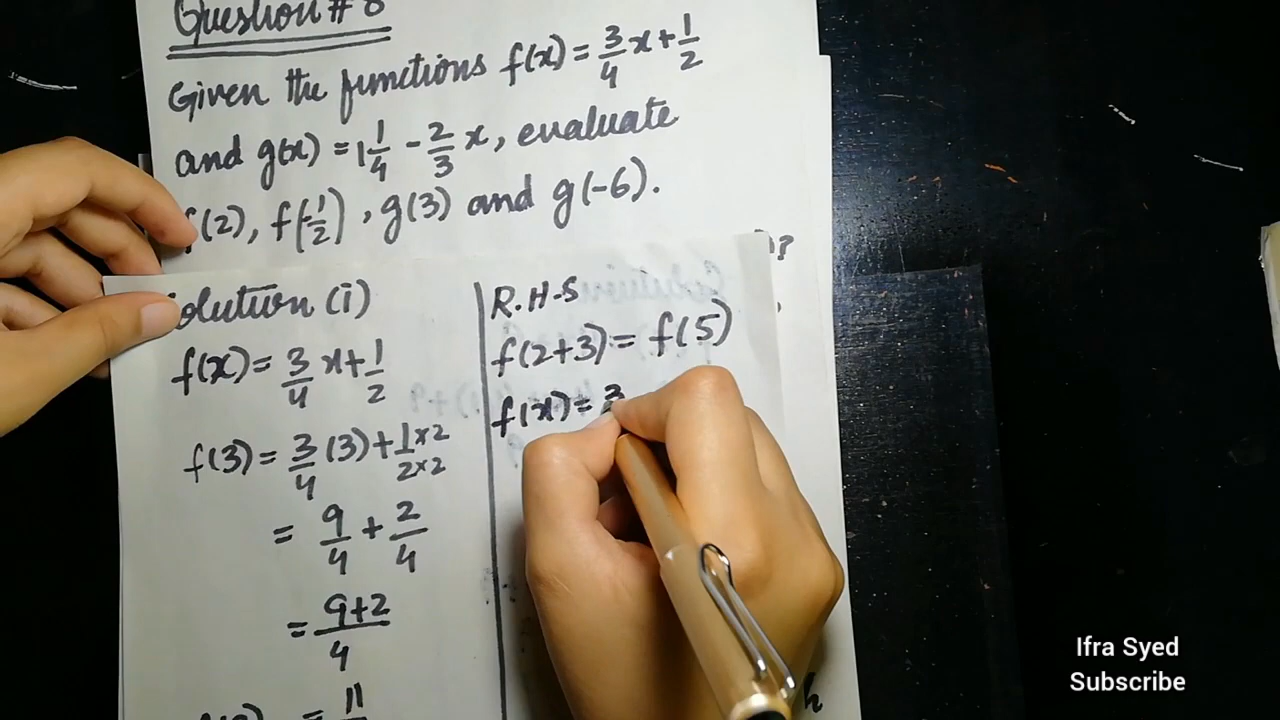 Question # 8
Given the functions f(x) = 3/4 x + 1/2
and g(x) = 1 1/4 - 2/3 x, evaluate
f(2), f(-1/2), g(3) and g(-6).
olution (i)
f(x) = 3/4 x + 1/2
f(3) = 3/4 (3) + 1×2/2×2
= 9/4 + 2/4
= 9+2/4
= 11
R.H.S
f(2+3) = f(5)
f(x) = 3
?
Ifra Syed
Subscribe